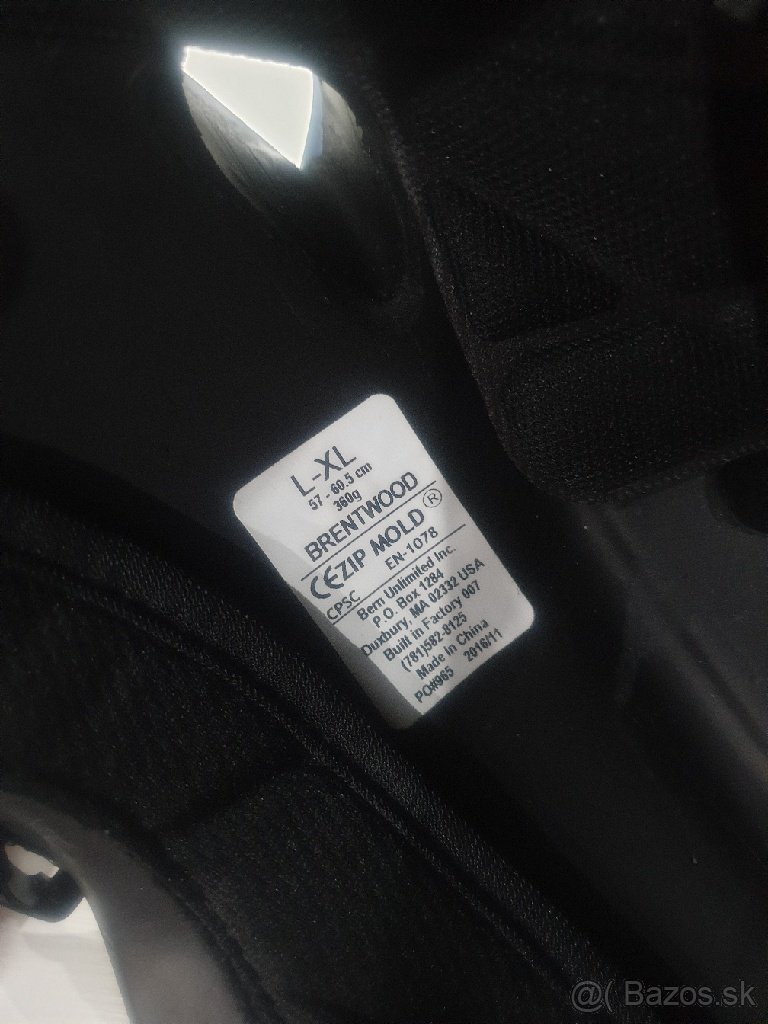 L-XL
57 - 60.5 cm
360g
BRENTWOOD
CE ZIP MOLD®
CPSC EN-1078
Bern Unlimited Inc.
P.O. Box 1284
Duxbury, MA 02332 USA
Built in Factory 007
(781)582-8125
Made in China
PO#965 2016/11
@( Bazos.sk